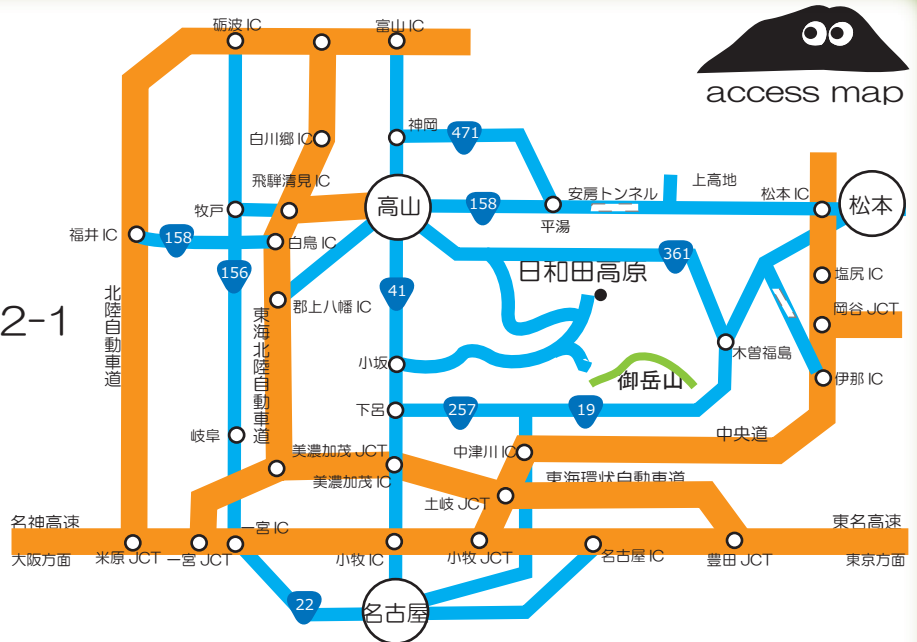 砺波 IC
富山 IC
access map
神岡
471
白川郷 IC
飛騨清見 IC
安房トンネル
上高地
松本 IC
牧戸
高山
158
松本
平湯
福井 IC
158
白鳥 IC
361
日和田高原
156
塩尻 IC
41
北陸自動車道
2-1
郡上八幡 IC
東海北陸自動車道
岡谷 JCT
木曽福島
小坂
御岳山
伊那 IC
下呂
257
19
岐阜
中央道
美濃加茂 JCT
中津川 IC
美濃加茂 IC
東海環状自動車道
土岐 JCT
名神高速
一宮 IC
東名高速
大阪方面
米原 JCT
一宮 JCT
小牧 IC
小牧 JCT
名古屋 IC
豊田 JCT
東京方面
22
名古屋